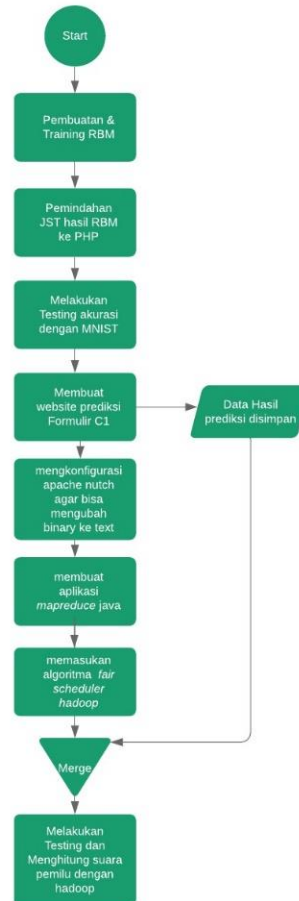 Start
Pembuatan &
Training RBM
Pemindahan
JST hasil RBM
ke PHP
Melakukan
Testing akurasi
dengan MNIST
Membuat
website prediksi
Formulir C1
Data Hasil
prediksi disimpan
mengkonfigurasi
apache nutch
agar bisa
mengubah
binary ke text
membuat
aplikasi
mapreduce java
memasukan
algoritma fair
scheduler
hadoop
Merge
Melakukan
Testing dan
Menghitung suara
pemilu dengan
hadoop